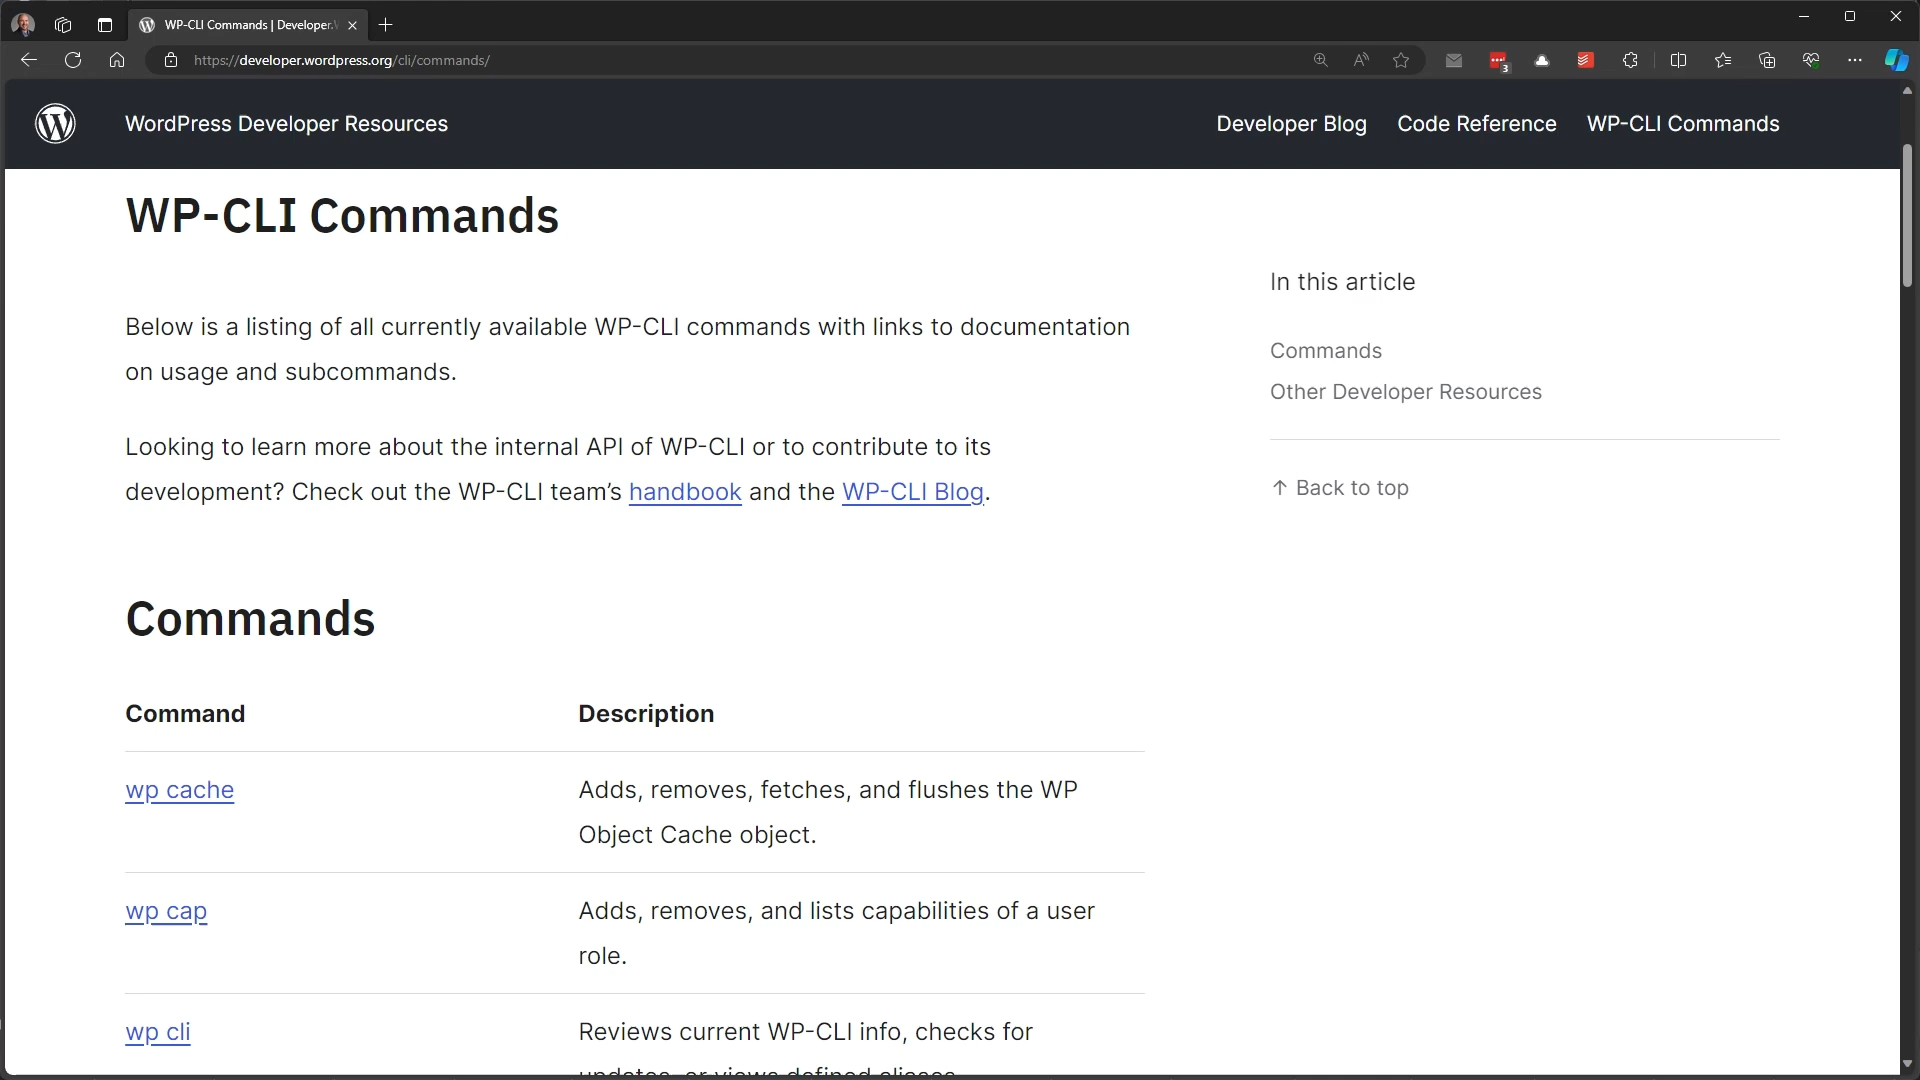 WP-CLI Commands | Developer.W
https://developer.wordpress.org/cli/commands/
3
WordPress Developer Resources
Developer Blog
Code Reference
WP-CLI Commands
WP-CLI Commands
Below is a listing of all currently available WP-CLI commands with links to documentation
on usage and subcommands.
Looking to learn more about the internal API of WP-CLI or to contribute to its
development? Check out the WP-CLI team’s handbook and the WP-CLI Blog.
In this article
Commands
Other Developer Resources
↑ Back to top
Commands
Command Description
wp cache Adds, removes, fetches, and flushes the WP
Object Cache object.
wp cap Adds, removes, and lists capabilities of a user
role.
wp cli Reviews current WP-CLI info, checks for
updates, or views defined aliases.